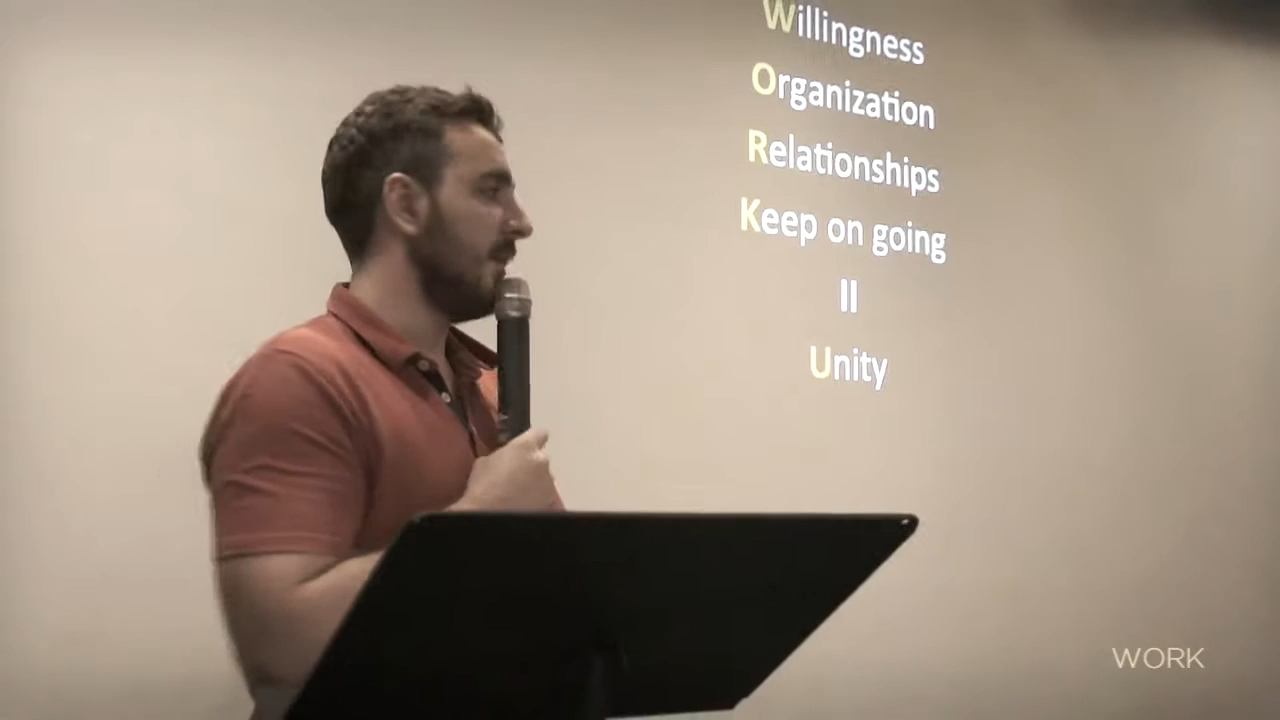 Willingness
Organization
Relationships
Keep on going
II
Unity
WORK